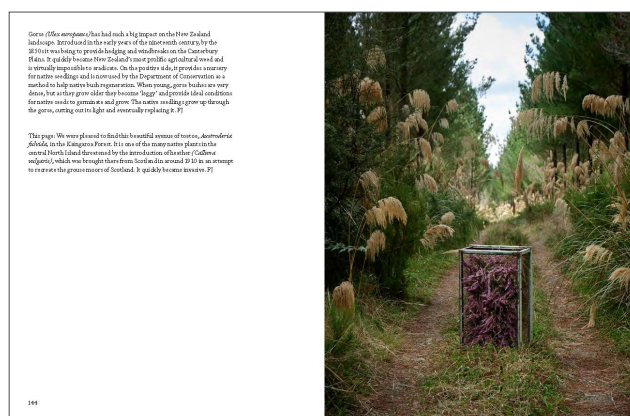 Gorse (Ulex europaeus) has had such a big impact on the New Zealand
landscape. Introduced in the early years of the nineteenth century, by the
1850s it was being to provide hedging and windbreaks on the Canterbury
Plains. It quickly became New Zealand's most prolific agricultural weed and
is virtually impossible to eradicate. On the positive side, it provides a nursery
for native seedlings and is now used by the Department of Conservation as a
method to help native bush regeneration. When young, gorse bushes are very
dense, but as they grow older they become 'leggy' and provide ideal conditions
for native seeds to germinate and grow. The native seedlings grow up through
the gorse, cutting out its light and eventually replacing it. FJ
This page: We were pleased to find this beautiful avenue of toetoe, Austroderia
fulvida, in the Kaingaroa Forest. It is one of the many native plants in the
central North Island threatened by the introduction of heather (Calluna
vulgaris), which was brought there from Scotland in around 1910 in an attempt
to recreate the grouse moors of Scotland. It quickly became invasive. FJ
144